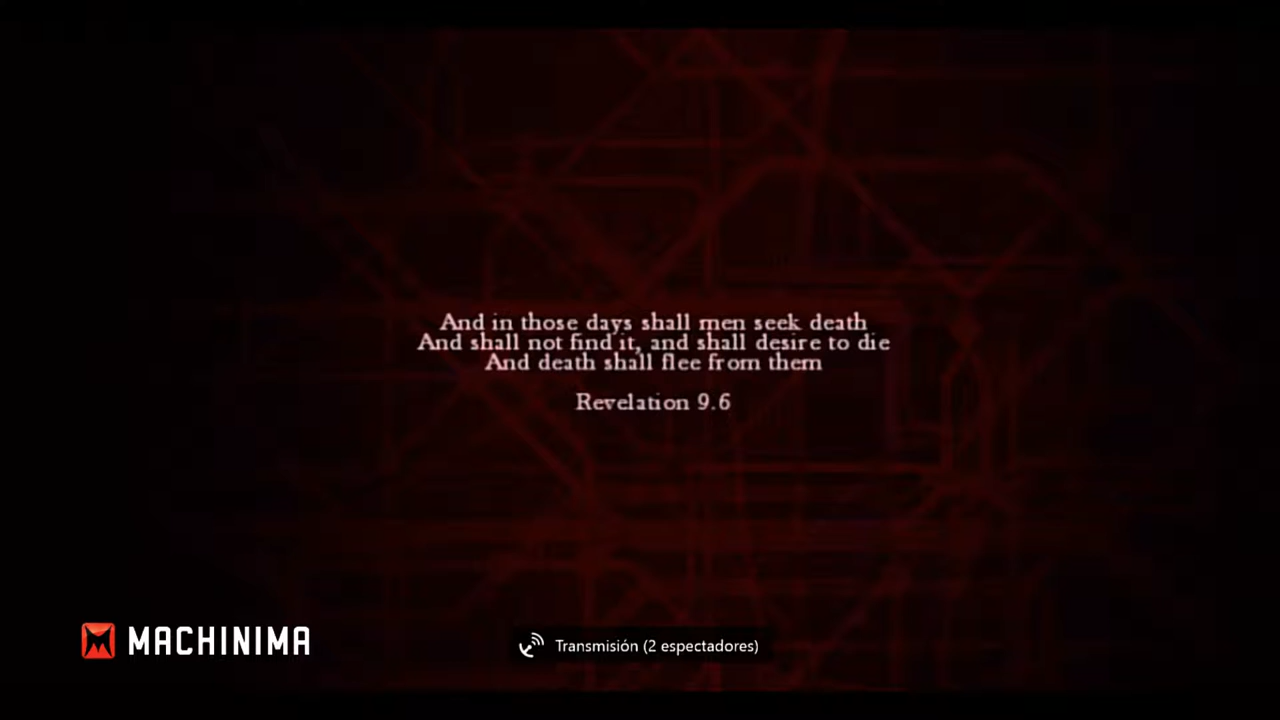 And in those days shall men seek death
And shall not find it, and shall desire to die
And death shall flee from them
Revelation 9.6
MACHINIMA
Transmisión (2 espectadores)